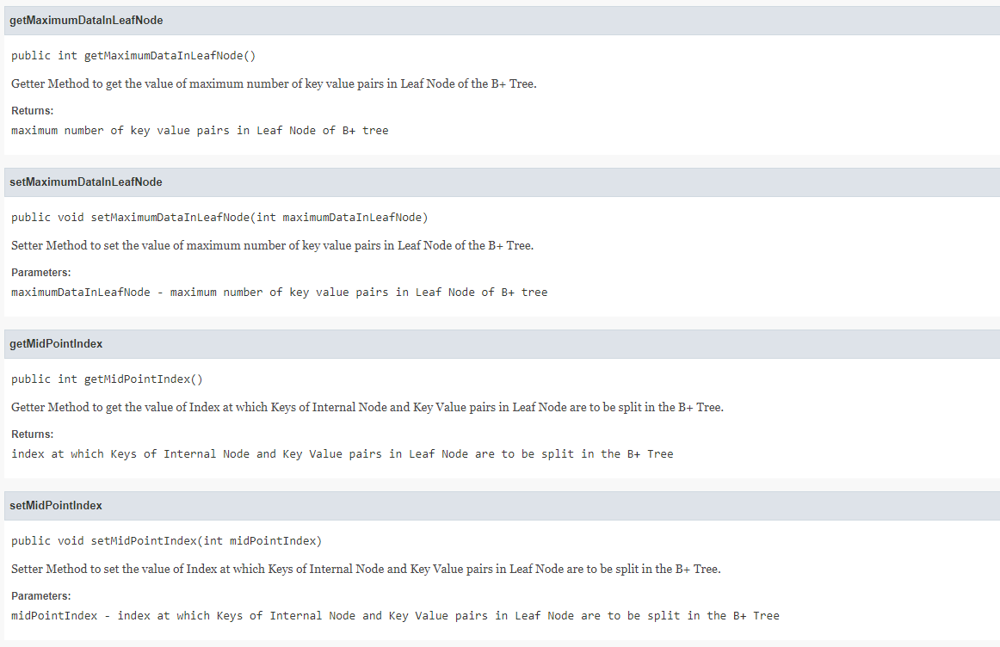 getMaximumDataInLeafNode
public int getMaximumDataInLeafNode()
Getter Method to get the value of maximum number of key value pairs in Leaf Node of the B+ Tree.
Returns:
maximum number of key value pairs in Leaf Node of B+ tree
setMaximumDataInLeafNode
public void setMaximumDataInLeafNode(int maximumDataInLeafNode)
Setter Method to set the value of maximum number of key value pairs in Leaf Node of the B+ Tree.
Parameters:
maximumDataInLeafNode - maximum number of key value pairs in Leaf Node of B+ tree
getMidPointIndex
public int getMidPointIndex()
Getter Method to get the value of Index at which Keys of Internal Node and Key Value pairs in Leaf Node are to be split in the B+ Tree.
Returns:
index at which Keys of Internal Node and Key Value pairs in Leaf Node are to be split in the B+ Tree
setMidPointIndex
public void setMidPointIndex(int midPointIndex)
Setter Method to set the value of Index at which Keys of Internal Node and Key Value pairs in Leaf Node are to be split in the B+ Tree.
Parameters:
midPointIndex - index at which Keys of Internal Node and Key Value pairs in Leaf Node are to be split in the B+ Tree